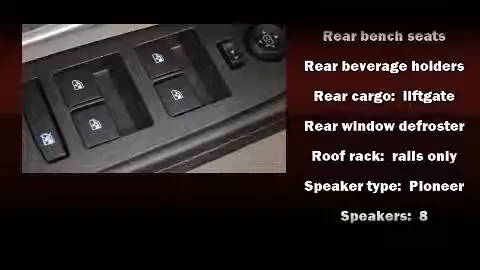 Rear bench seats
Rear beverage holders
Rear cargo: liftgate
Rear window defroster
Roof rack: rails only
Speaker type: Pioneer
Speakers: 8